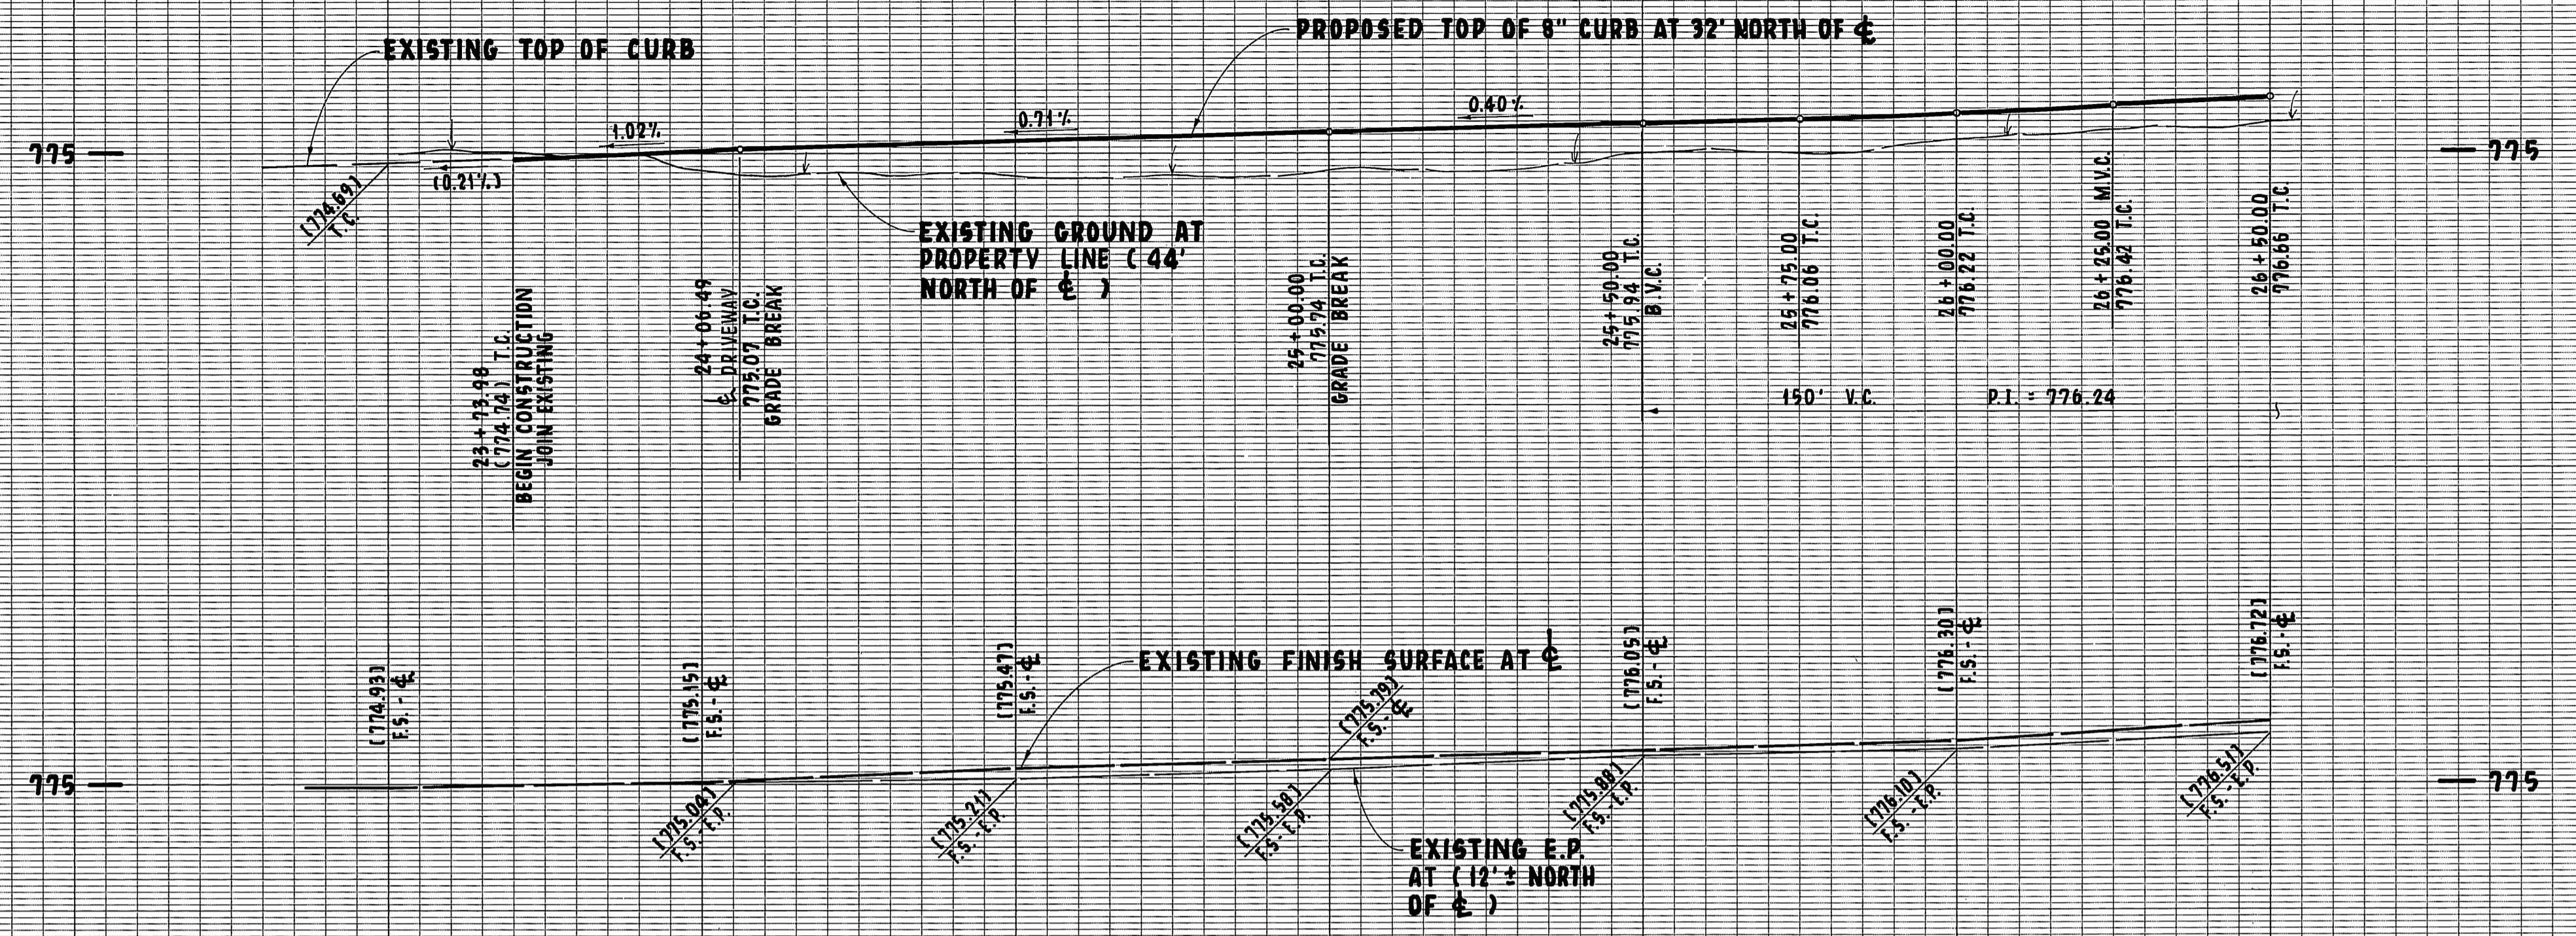 PROPOSED TOP OF 8" CURB AT 32' NORTH OF ℄
EXISTING TOP OF CURB
775
1.02%
0.71%
0.40%
775
(0.21%)
(774.69)
T.C.
EXISTING GROUND AT
PROPERTY LINE ( 44'
NORTH OF ℄ )
23 + 73.98
(774.74) T.C.
BEGIN CONSTRUCTION
JOIN EXISTING
24 + 06.49
℄ DRIVEWAY
775.07 T.C.
GRADE BREAK
25 + 00.00
775.74 T.C.
GRADE BREAK
25 + 50.00
775.94 T.C.
B.V.C.
25 + 75.00
776.06 T.C.
26 + 00.00
776.22 T.C.
26 + 25.00 M.V.C.
776.42 T.C.
26 + 50.00
776.66 T.C.
150' V.C.
P.I. = 776.24
(774.93)
F.S. - ℄
(775.15)
F.S. - ℄
(775.47)
F.S. - ℄
EXISTING FINISH SURFACE AT ℄
(775.79)
F.S. - ℄
(776.05)
F.S. - ℄
(776.30)
F.S. - ℄
(776.72)
F.S. - ℄
775
775
(775.04)
F.S. - E.P.
(775.21)
F.S. - E.P.
(775.58)
F.S - E.P.
(775.88)
F.S. - E.P.
(776.10)
F.S. - E.P.
(776.51)
F.S. - E.P.
EXISTING E.P.
AT ( 12' ± NORTH
OF ℄ )